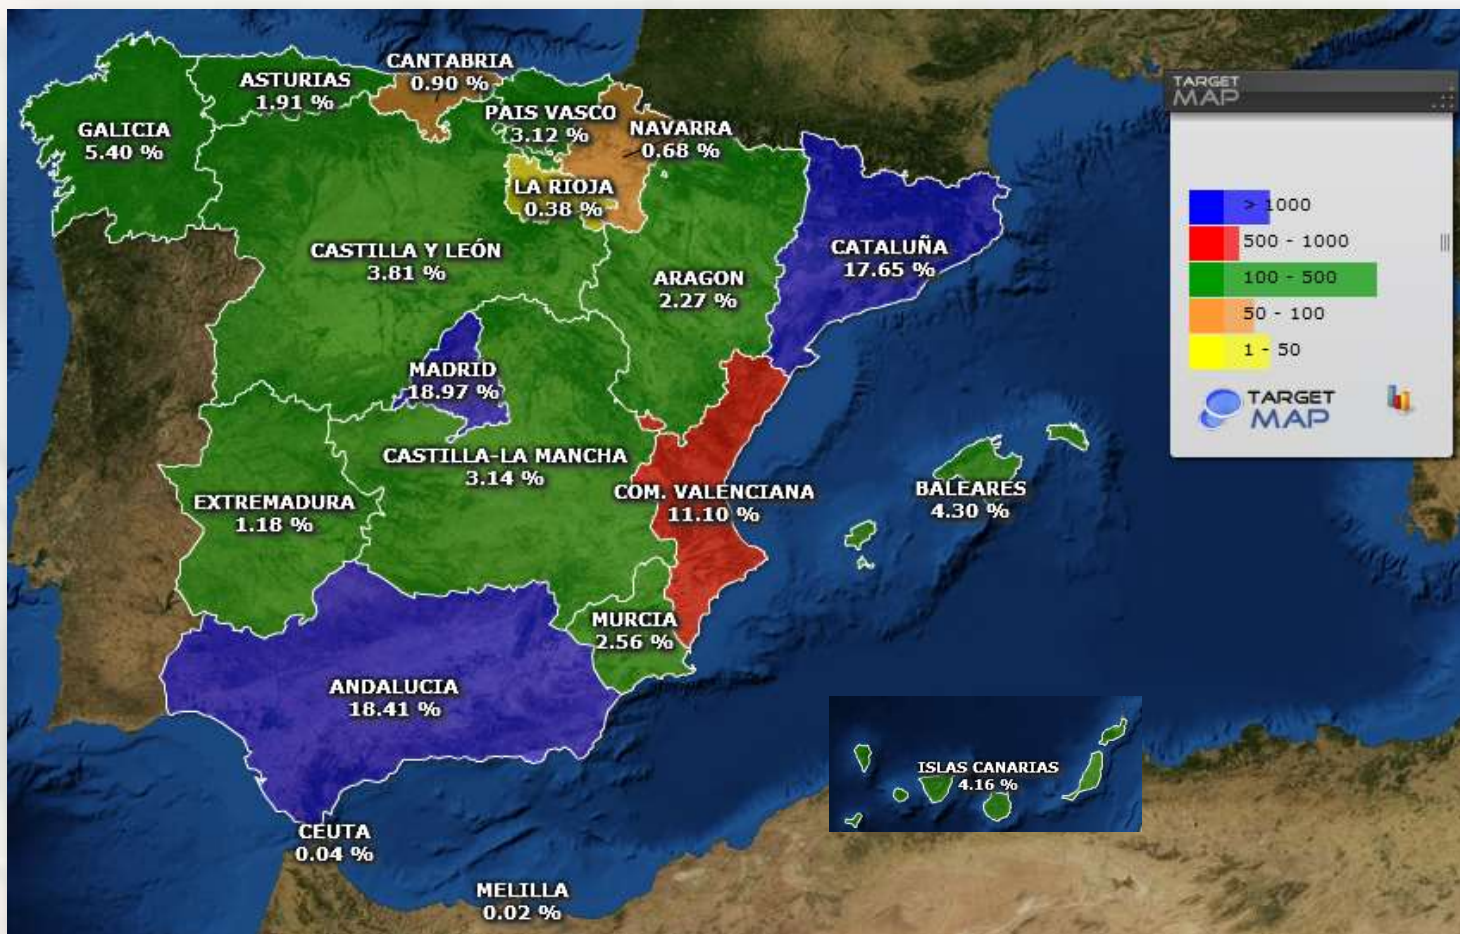 CANTABRIA
0.90 %
ASTURIAS
1.91 %
PAIS VASCO
3.12 %
GALICIA
5.40 %
NAVARRA
0.68 %
LA RIOJA
0.38 %
CASTILLA Y LEÓN
3.81 %
CATALUÑA
17.65 %
ARAGON
2.27 %
MADRID
18.97 %
CASTILLA-LA MANCHA
3.14 %
EXTREMADURA
1.18 %
COM. VALENCIANA
11.10 %
BALEARES
4.30 %
MURCIA
2.56 %
ANDALUCIA
18.41 %
ISLAS CANARIAS
4.16 %
CEUTA
0.04 %
MELILLA
0.02 %
TARGET
MAP
> 1000
500 - 1000
100 - 500
50 - 100
1 - 50
TARGET
MAP